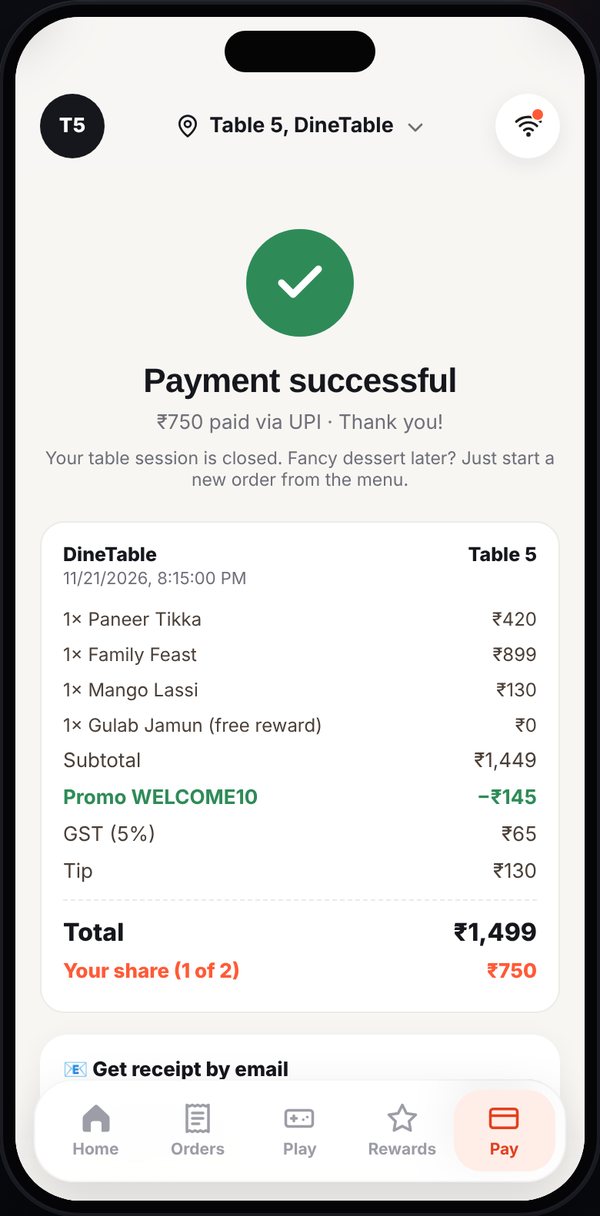 T5
Table 5, DineTable
Payment successful
₹750 paid via UPI · Thank you!
Your table session is closed. Fancy dessert later? Just start a
new order from the menu.
DineTable Table 5
11/21/2026, 8:15:00 PM
1× Paneer Tikka ₹420
1× Family Feast ₹899
1× Mango Lassi ₹130
1× Gulab Jamun (free reward) ₹0
Subtotal ₹1,449
Promo WELCOME10 −₹145
GST (5%) ₹65
Tip ₹130
Total ₹1,499
Your share (1 of 2) ₹750
📧 Get receipt by email
Home Orders Play Rewards Pay